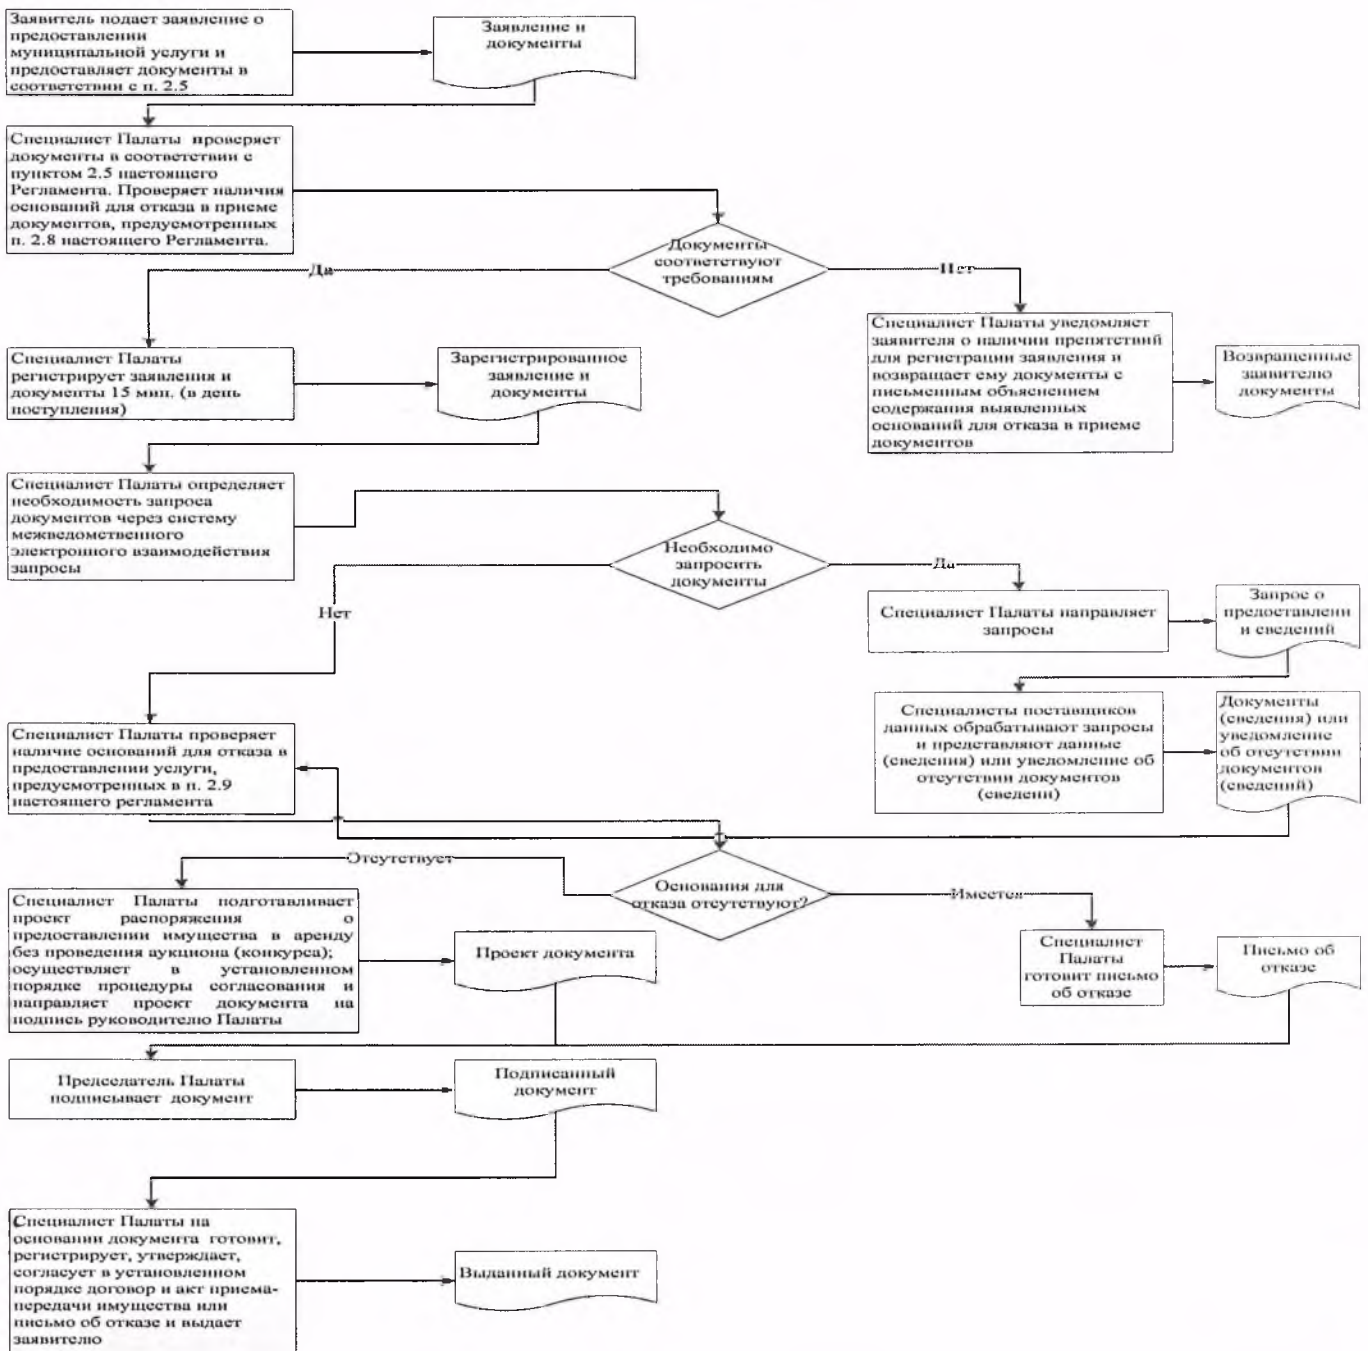 Заявитель подает заявление о
предоставлении
муниципальной услуги и
предоставляет документы в
соответствии с п. 2.5
Заявление и
документы
Специалист Палаты проверяет
документы в соответствии с
пунктом 2.5 настоящего
Регламента. Проверяет наличия
оснований для отказа в приеме
документов, предусмотренных
п. 2.8 настоящего Регламента.
Документы
соответствуют
требованиям
Да
Нет
Специалист Палаты
регистрирует заявления и
документы 15 мин. (в день
поступления)
Зарегистрированное
заявление и
документы
Специалист Палаты уведомляет
заявителя о наличии препятствий
для регистрации заявления и
возвращает ему документы с
письменным объяснением
содержания выявленных
оснований для отказа в приеме
документов
Возвращенные
заявителю
документы
Специалист Палаты определяет
необходимость запроса
документов через систему
межведомственного
электронного взаимодействия
запросы
Необходимо
запросить
документы
Да
Нет
Специалист Палаты направляет
запросы
Запрос о
предоставлени
и сведений
Специалисты поставщиков
данных обрабатывают запросы
и представляют данные
(сведения) или уведомление об
отсутствии документов
(сведени)
Документы
(сведения) или
уведомление
об отсутствии
документов
(сведений)
Специалист Палаты проверяет
наличие оснований для отказа в
предоставлении услуги,
предусмотренных в п. 2.9
настоящего регламента
Основания для
отказа отсутствуют?
Отсутствует
Имеется
Специалист Палаты подготавливает
проект распоряжения о
предоставлении имущества в аренду
без проведения аукциона (конкурса);
осуществляет в установленном
порядке процедуры согласования и
направляет проект документа на
подпись руководителю Палаты
Проект документа
Специалист
Палаты
готовит письмо
об отказе
Письмо об
отказе
Председатель Палаты
подписывает документ
Подписанный
документ
Специалист Палаты на
основании документа готовит,
регистрирует, утверждает,
согласует в установленном
порядке договор и акт приема-
передачи имущества или
письмо об отказе и выдает
заявителю
Выданный документ